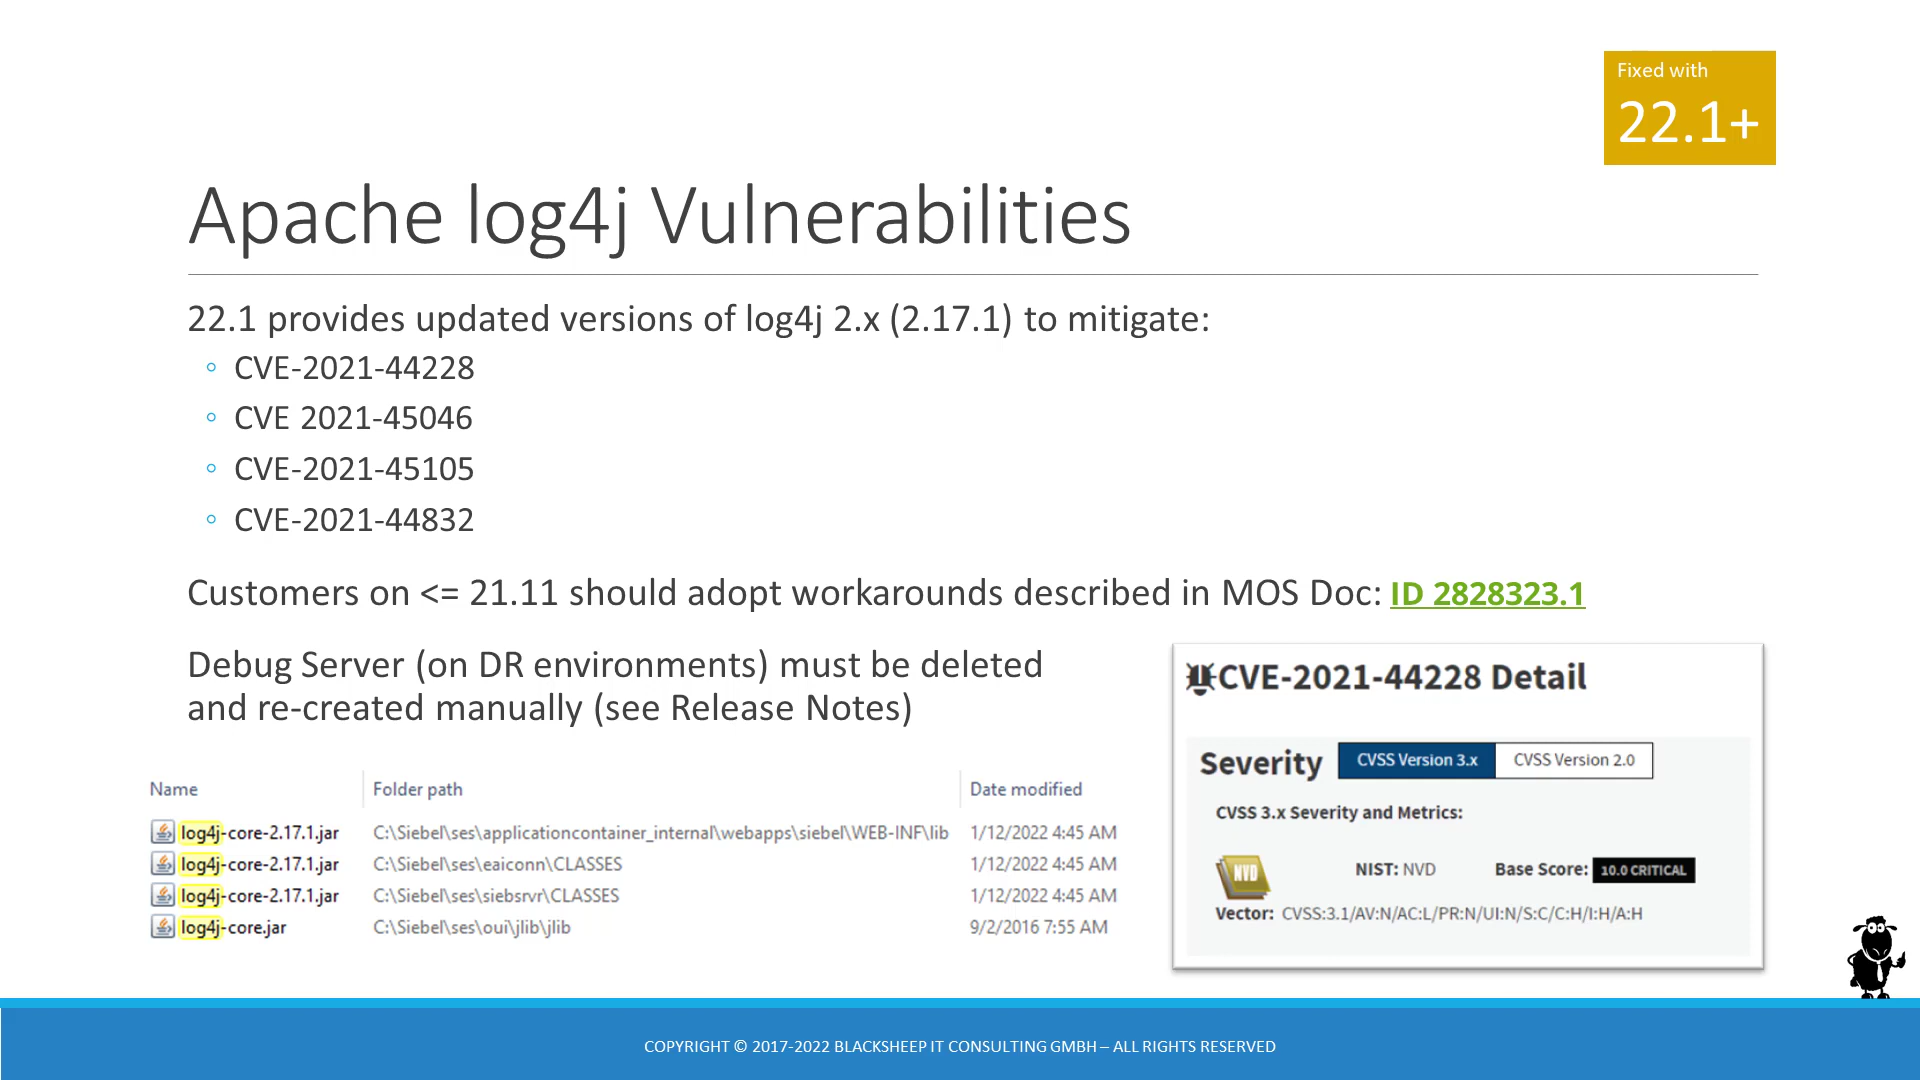 Fixed with
22.1+
Apache log4j Vulnerabilities
22.1 provides updated versions of log4j 2.x (2.17.1) to mitigate:
◦ CVE-2021-44228
◦ CVE 2021-45046
◦ CVE-2021-45105
◦ CVE-2021-44832
Customers on <= 21.11 should adopt workarounds described in MOS Doc: ID 2828323.1
Debug Server (on DR environments) must be deleted
and re-created manually (see Release Notes)
Name Folder path Date modified
log4j-core-2.17.1.jar C:\Siebel\ses\applicationcontainer_internal\webapps\siebel\WEB-INF\lib 1/12/2022 4:45 AM
log4j-core-2.17.1.jar C:\Siebel\ses\eaiconn\CLASSES 1/12/2022 4:45 AM
log4j-core-2.17.1.jar C:\Siebel\ses\siebsrvr\CLASSES 1/12/2022 4:45 AM
log4j-core.jar C:\Siebel\ses\oui\jlib\jlib 9/2/2016 7:55 AM
CVE-2021-44228 Detail
Severity CVSS Version 3.x CVSS Version 2.0
CVSS 3.x Severity and Metrics:
NVD NIST: NVD Base Score: 10.0 CRITICAL
Vector: CVSS:3.1/AV:N/AC:L/PR:N/UI:N/S:C/C:H/I:H/A:H
COPYRIGHT © 2017-2022 BLACKSHEEP IT CONSULTING GMBH – ALL RIGHTS RESERVED